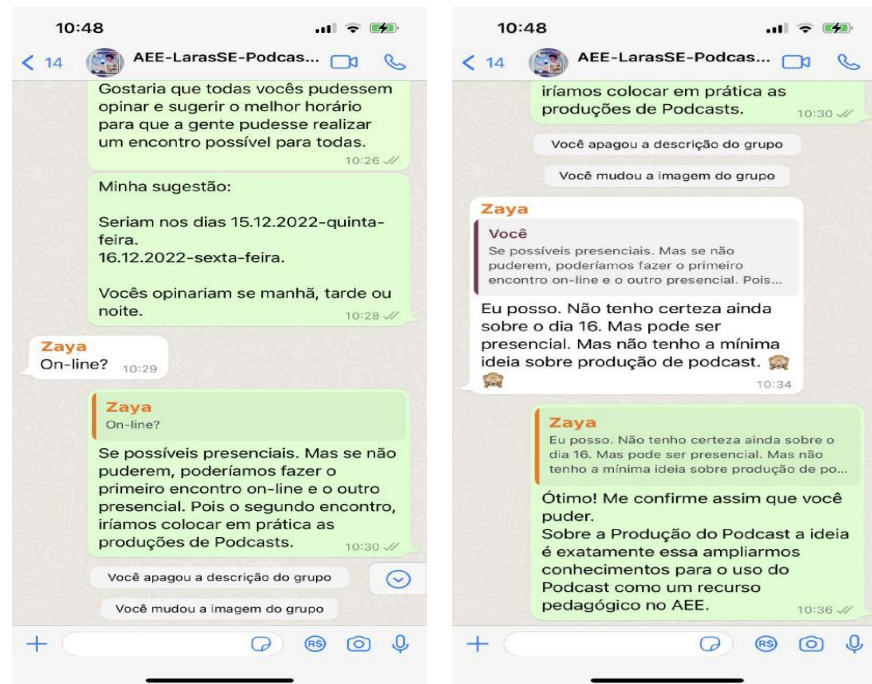 10:48
14
AEE-LarasSE-Podcas...
Gostaria que todas vocês pudessem
opinar e sugerir o melhor horário
para que a gente pudesse realizar
um encontro possível para todas.
10:26
Minha sugestão:
Seriam nos dias 15.12.2022-quinta-
feira.
16.12.2022-sexta-feira.
Vocês opinariam se manhã, tarde ou
noite.
10:28
Zaya
On-line?
10:29
Zaya
On-line?
Se possíveis presenciais. Mas se não
puderem, poderíamos fazer o
primeiro encontro on-line e o outro
presencial. Pois o segundo encontro,
iríamos colocar em prática as
produções de Podcasts.
10:30
Você apagou a descrição do grupo
Você mudou a imagem do grupo
R$
10:48
14
AEE-LarasSE-Podcas...
iríamos colocar em prática as
produções de Podcasts.
10:30
Você apagou a descrição do grupo
Você mudou a imagem do grupo
Zaya
Você
Se possíveis presenciais. Mas se não
puderem, poderíamos fazer o primeiro
encontro on-line e o outro presencial. Pois...
Eu posso. Não tenho certeza ainda
sobre o dia 16. Mas pode ser
presencial. Mas não tenho a mínima
ideia sobre produção de podcast. 🙈
🙈
10:34
Zaya
Eu posso. Não tenho certeza ainda sobre o
dia 16. Mas pode ser presencial. Mas não
tenho a mínima ideia sobre produção de po...
Ótimo! Me confirme assim que você
puder.
Sobre a Produção do Podcast a ideia
é exatamente essa ampliarmos
conhecimentos para o uso do
Podcast como um recurso
pedagógico no AEE.
10:36
R$